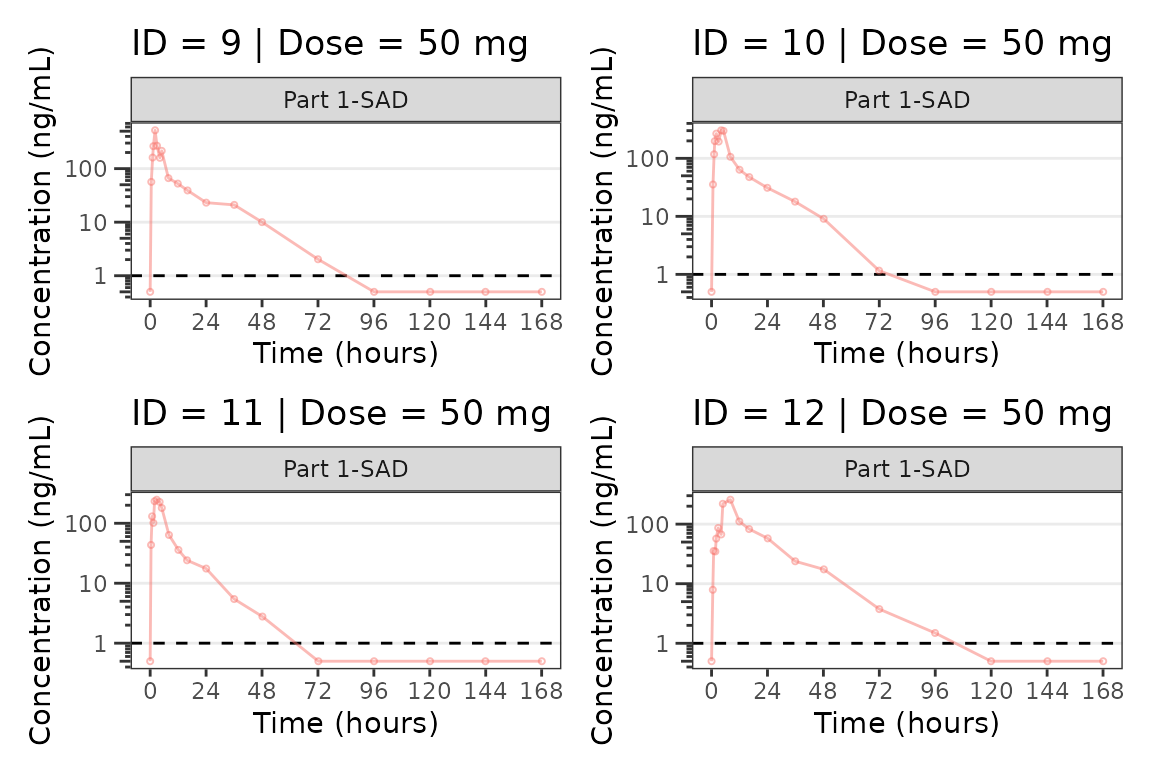 ID = 9 | Dose = 50 mg
Part 1-SAD
Concentration (ng/mL)
100
10
1
0 24 48 72 96 120 144 168
Time (hours)
ID = 10 | Dose = 50 mg
Part 1-SAD
Concentration (ng/mL)
100
10
1
0 24 48 72 96 120 144 168
Time (hours)
ID = 11 | Dose = 50 mg
Part 1-SAD
Concentration (ng/mL)
100
10
1
0 24 48 72 96 120 144 168
Time (hours)
ID = 12 | Dose = 50 mg
Part 1-SAD
Concentration (ng/mL)
100
10
1
0 24 48 72 96 120 144 168
Time (hours)